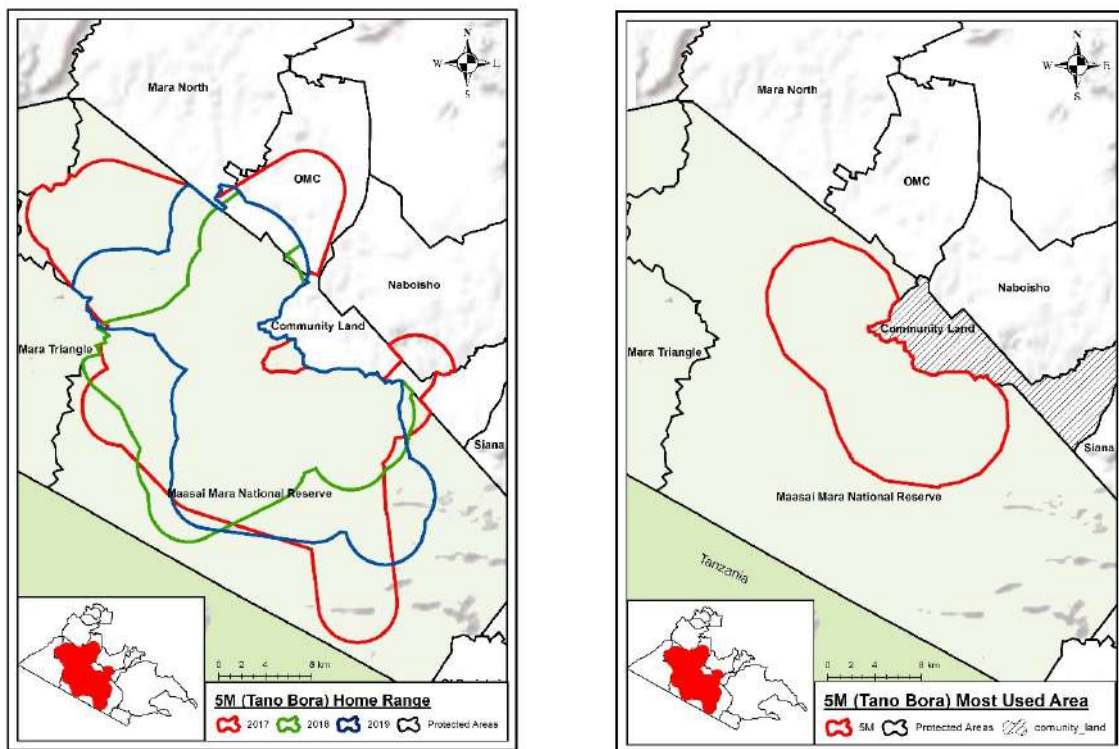 N
W E
S
Mara North
OMC
Naboisho
Community Land
Mara Triangle
Siana
Maasai Mara National Reserve
0 2 4 8 km
5M (Tano Bora) Home Range
2017 2018 2019 Protected Areas
N
W E
S
Mara North
OMC
Naboisho
Community Land
Mara Triangle
Siana
Maasai Mara National Reserve
Tanzania
0 2 4 8 km
5M (Tano Bora) Most Used Area
5M Protected Areas comunity_land